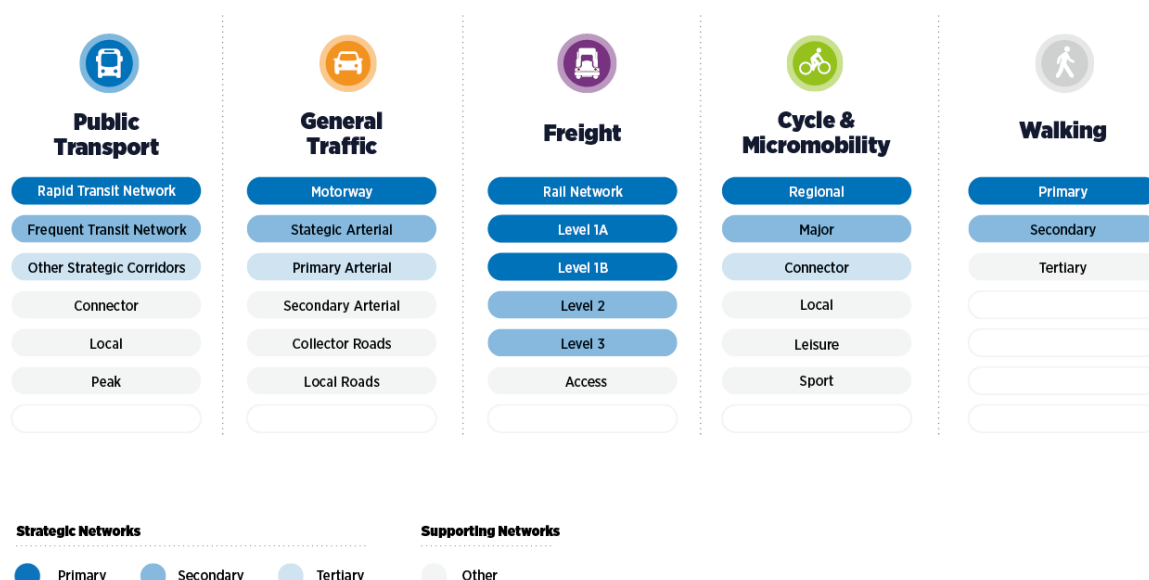 Public
Transport
General
Traffic
Freight
Cycle &
Micromobility
Walking
Rapid Transit Network
Motorway
Rail Network
Regional
Primary
Frequent Transit Network
Stategic Arterial
Level 1A
Major
Secondary
Other Strategic Corridors
Primary Arterial
Level 1B
Connector
Tertiary
Connector
Secondary Arterial
Level 2
Local
Local
Collector Roads
Level 3
Leisure
Peak
Local Roads
Access
Sport
Strategic Networks
Supporting Networks
Primary
Secondary
Tertiary
Other